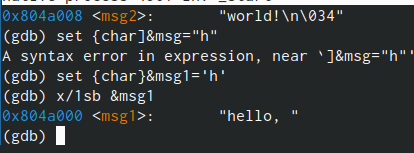 0x804a008 <msg2>:        "world!\n\034"
(gdb) set {char]&msg="h"
A syntax error in expression, near `]&msg="h"'
(gdb) set {char}&msg1='h'
(gdb) x/1sb &msg1
0x804a000 <msg1>:        "hello, "
(gdb)